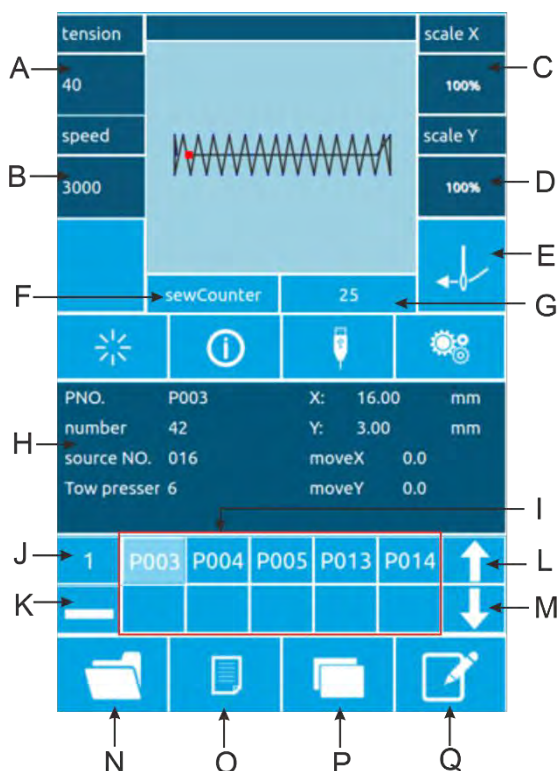 tension
scale X
A
40
100%
C
speed
scale Y
B
3000
100%
D
E
F
sewCounter
25
G
PNO. P003 X: 16.00 mm
number 42 Y: 3.00 mm
H
source NO. 016 moveX 0.0
Tow presser 6 moveY 0.0
I
J
1 P003 P004 P005 P013 P014
L
K
M
N
O
P
Q